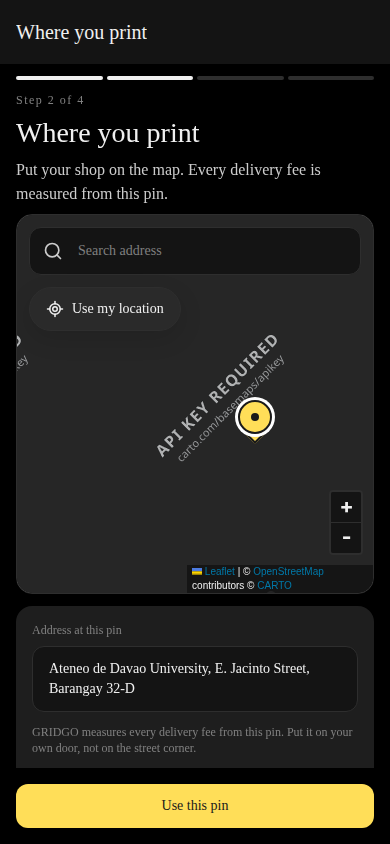 Where you print
Step 2 of 4
Where you print
Put your shop on the map. Every delivery fee is
measured from this pin.
Search address
Use my location
D
ey
API KEY REQUIRED
carto.com/basemaps/apikey
+
-
Leaflet | © OpenStreetMap
contributors © CARTO
Address at this pin
Ateneo de Davao University, E. Jacinto Street,
Barangay 32-D
GRIDGO measures every delivery fee from this pin. Put it on your
own door, not on the street corner.
Use this pin